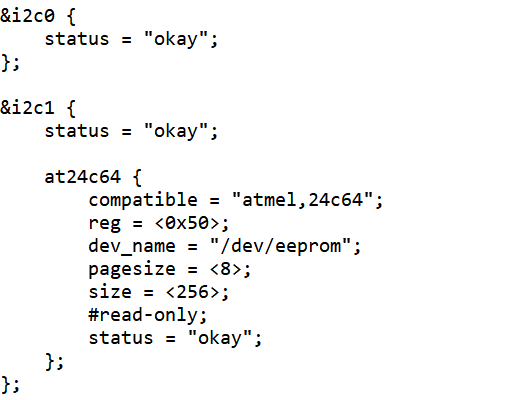 &i2c0 {
    status = "okay";
};

&i2c1 {
    status = "okay";

    at24c64 {
        compatible = "atmel,24c64";
        reg = <0x50>;
        dev_name = "/dev/eeprom";
        pagesize = <8>;
        size = <256>;
        #read-only;
        status = "okay";
    };
};